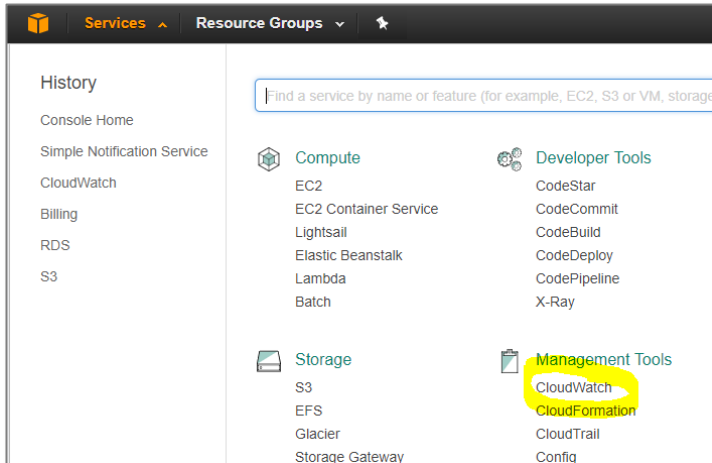 Services Resource Groups
History
Console Home
Simple Notification Service
CloudWatch
Billing
RDS
S3
Find a service by name or feature (for example, EC2, S3 or VM, storage
Compute
EC2
EC2 Container Service
Lightsail
Elastic Beanstalk
Lambda
Batch
Developer Tools
CodeStar
CodeCommit
CodeBuild
CodeDeploy
CodePipeline
X-Ray
Storage
S3
EFS
Glacier
Storage Gateway
Management Tools
CloudWatch
CloudFormation
CloudTrail
Config